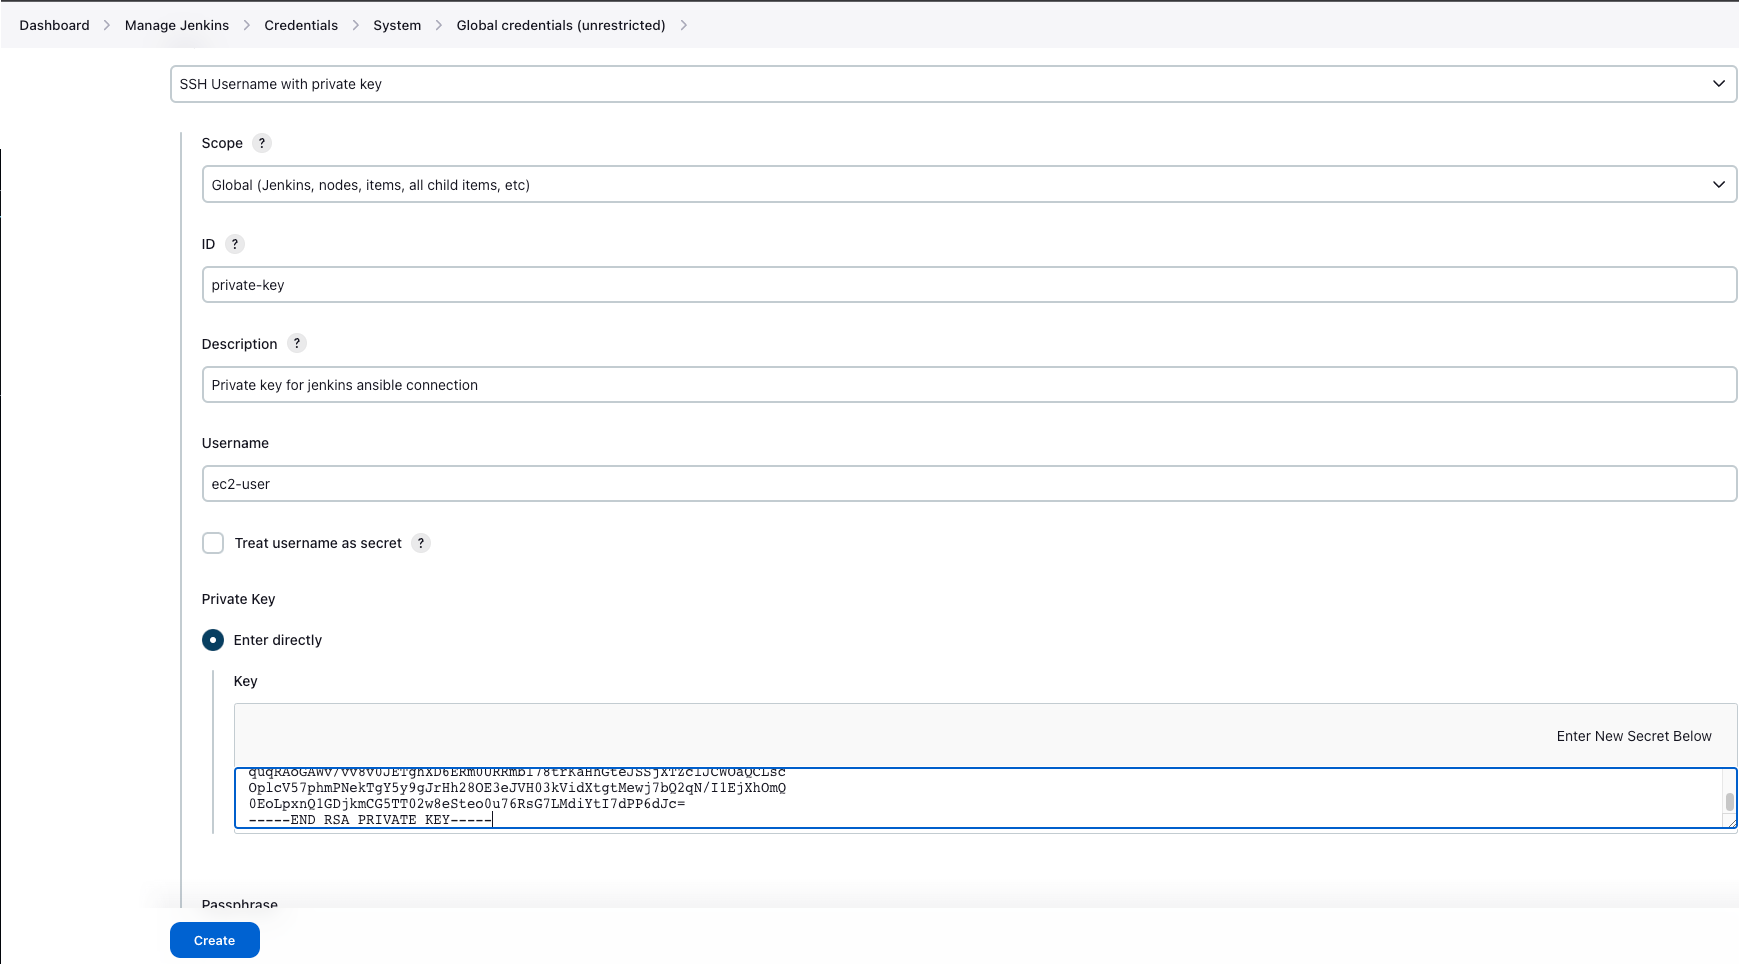 Dashboard > Manage Jenkins > Credentials > System > Global credentials (unrestricted) >
SSH Username with private key
Scope ?
Global (Jenkins, nodes, items, all child items, etc)
ID ?
private-key
Description ?
Private key for jenkins ansible connection
Username
ec2-user
Treat username as secret ?
Private Key
Enter directly
Key
Enter New Secret Below
OplcV57phmPNekTgY5y9gJrHh28OE3eJVH03kVidXtgtMewj7bQ2qN/I1EjXhOmQ
0EoLpxnQ1GDjkmCG5TT02w8eSteo0u76RsG7LMdiYtI7dPP6dJc=
-----END RSA PRIVATE KEY-----
Passphrase
Create